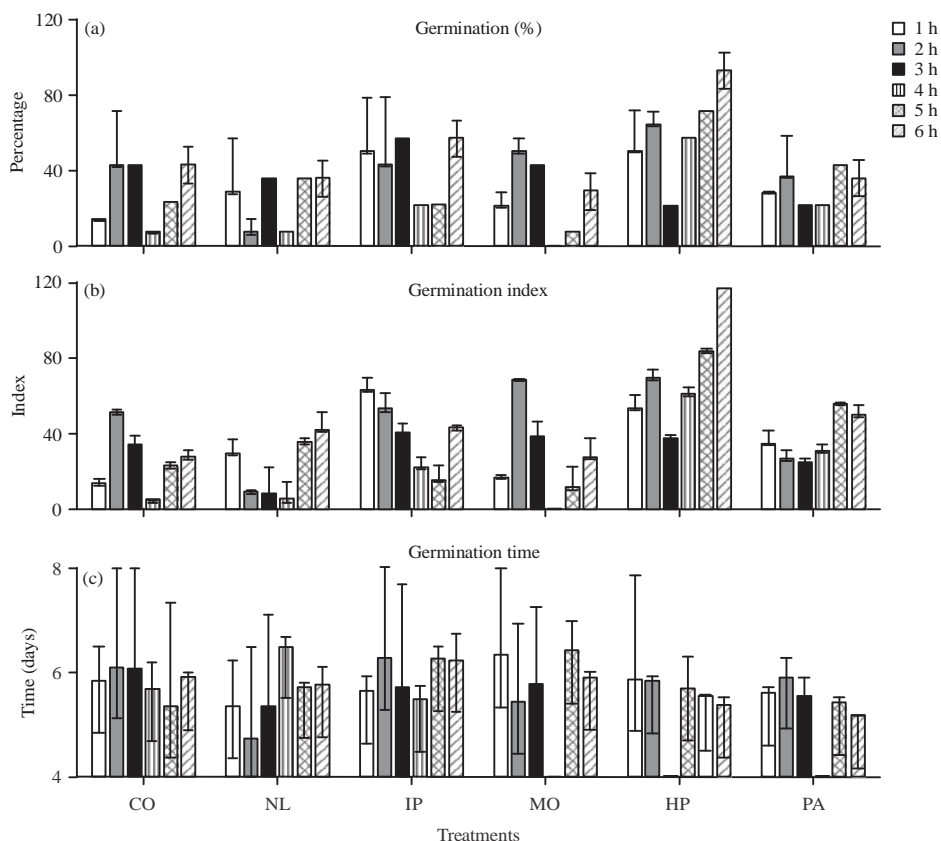 (a) Germination (%)
Percentage
120
80
40
0
1 h
2 h
3 h
4 h
5 h
6 h
(b) Germination index
Index
120
80
40
0
Germination time
(c)
Time (days)
8
6
4
CO NL IP MO HP PA
Treatments